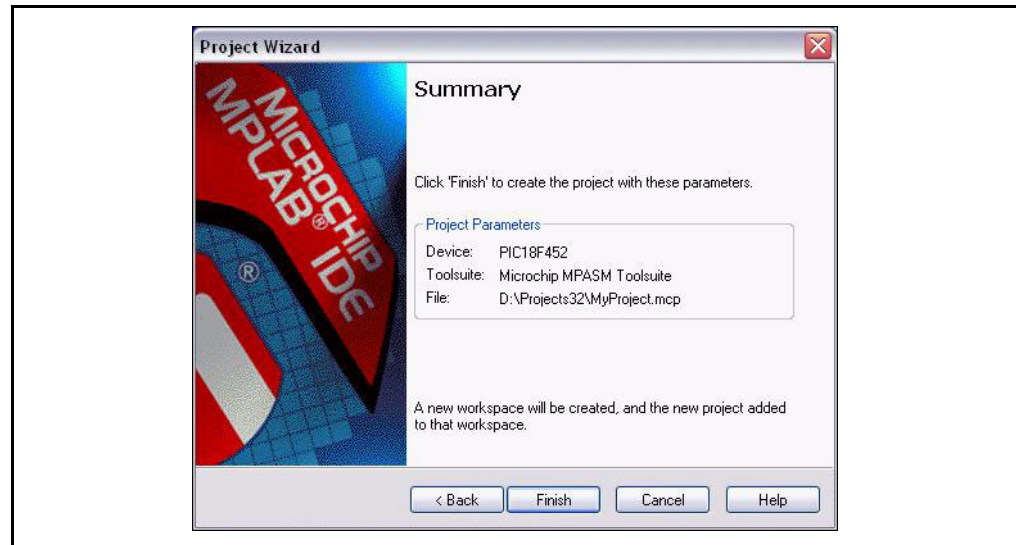 Project Wizard
MICROCHIP
MPLAB® IDE
®
Summary
Click 'Finish' to create the project with these parameters.
Project Parameters
Device: PIC18F452
Toolsuite: Microchip MPASM Toolsuite
File: D:\Projects32\MyProject.mcp
A new workspace will be created, and the new project added
to that workspace.
< Back Finish Cancel Help